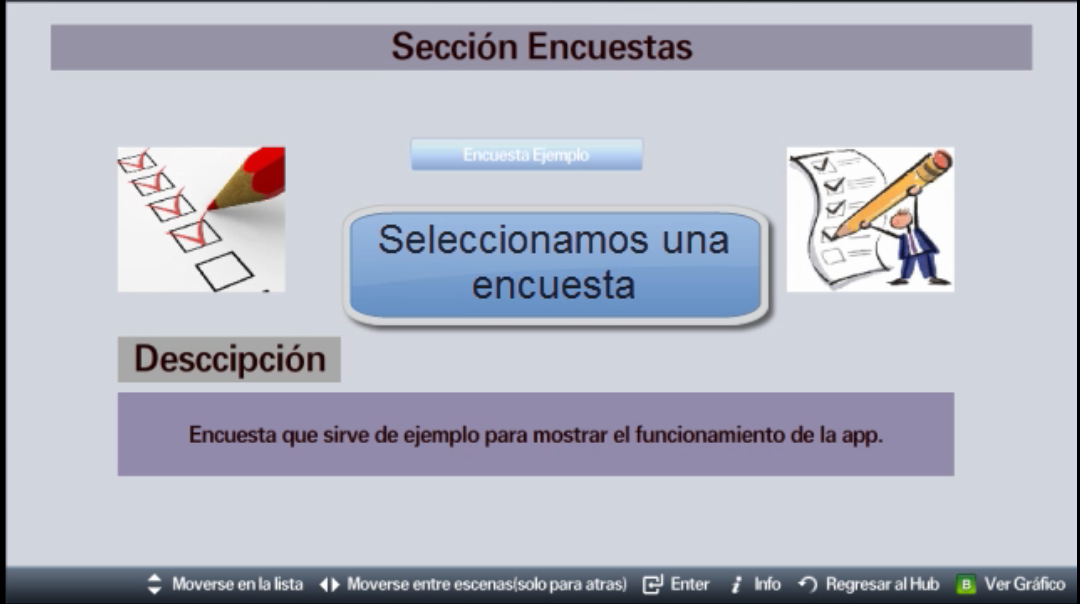 Sección Encuestas
Encuesta Ejemplo
Seleccionamos una
encuesta
Desccipción
Encuesta que sirve de ejemplo para mostrar el funcionamiento de la app.
Moverse en la lista Moverse entre escenas(solo para atras) Enter i Info Regresar al Hub B Ver Gráfico